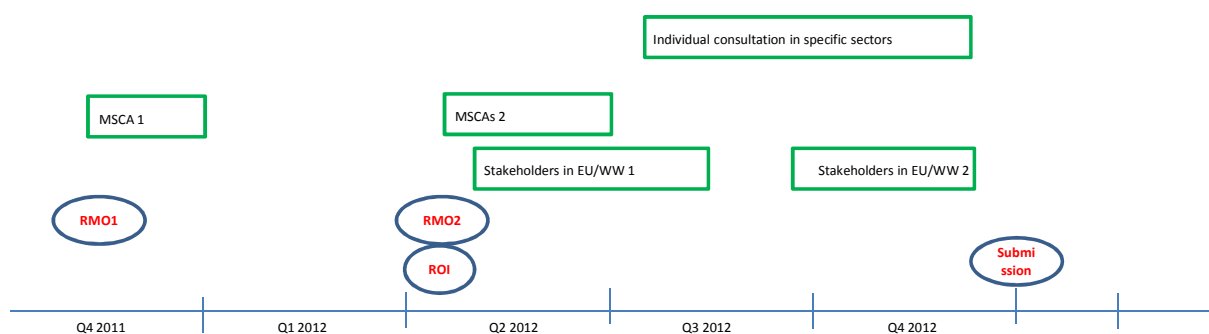 Individual consultation in specific sectors
MSCA 1
MSCAs 2
Stakeholders in EU/WW 1
Stakeholders in EU/WW 2
RMO1
RMO2
ROI
Submi
ssion
Q4 2011
Q1 2012
Q2 2012
Q3 2012
Q4 2012